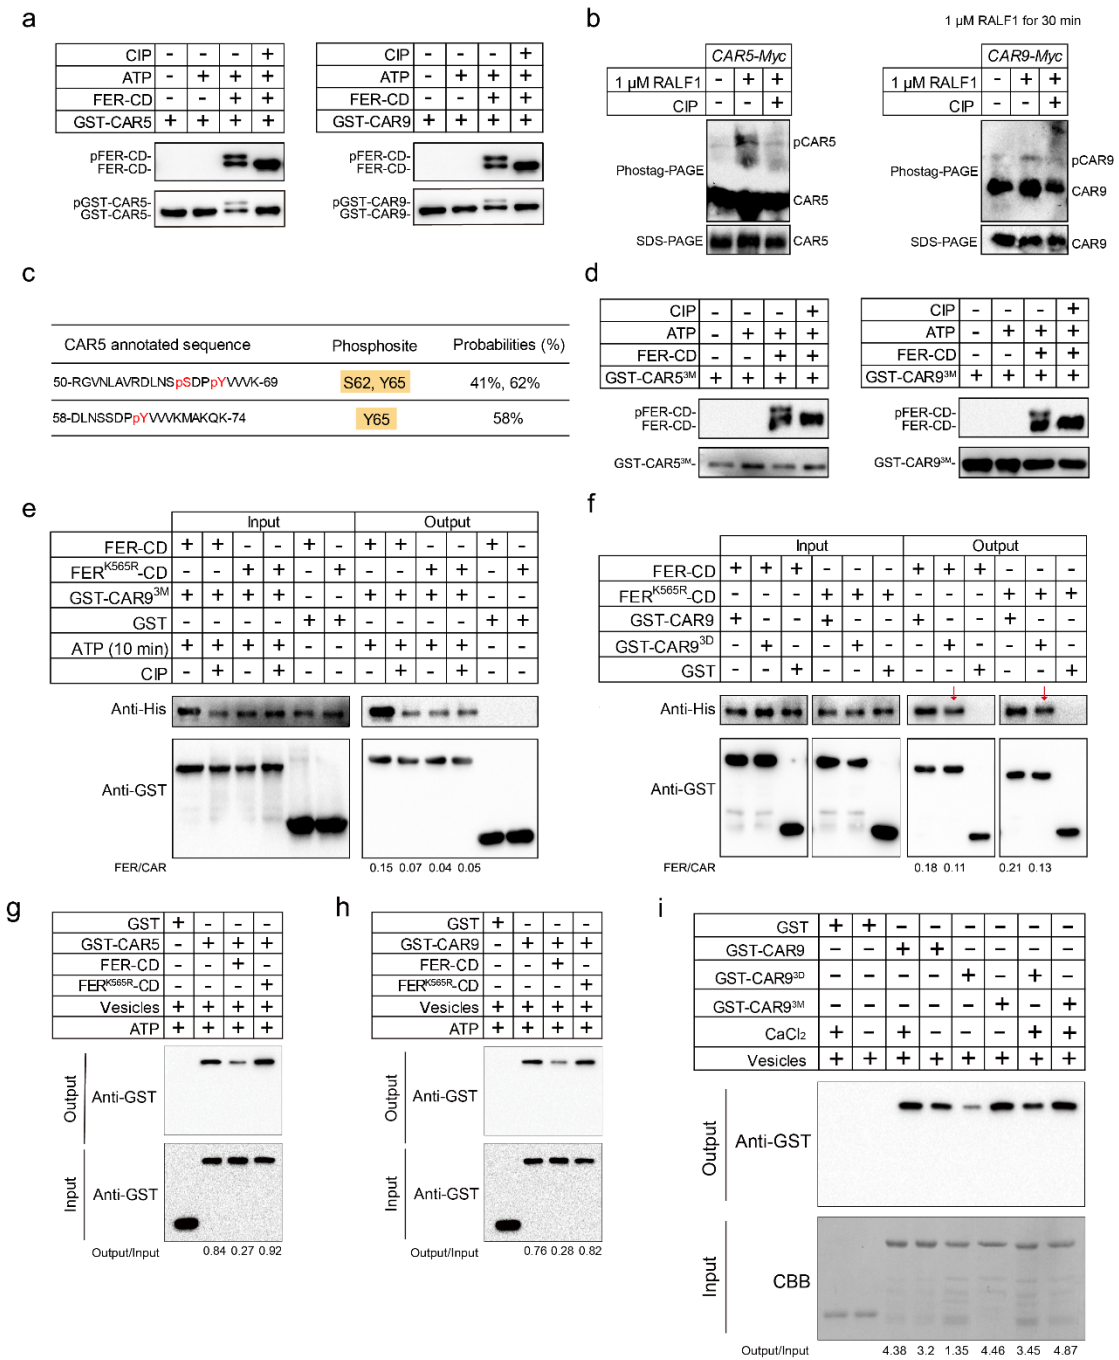 a
CIP - - - +
ATP - + + +
FER-CD - - + +
GST-CAR5 + + + +
pFER-CD-
FER-CD-
pGST-CAR5-
GST-CAR5-
CIP - - - +
ATP - + + +
FER-CD - - + +
GST-CAR9 + + + +
pFER-CD-
FER-CD-
pGST-CAR9-
GST-CAR9-
b
1 µM RALF1 for 30 min
CAR5-Myc
1 µM RALF1 - + +
CIP - - +
pCAR5
Phostag-PAGE
CAR5
SDS-PAGE CAR5
CAR9-Myc
1 µM RALF1 - + +
CIP - - +
pCAR9
Phostag-PAGE
CAR9
SDS-PAGE CAR9
c
CAR5 annotated sequence Phosphosite Probabilities (%)
50-RGVNLAVRDLNSpSDPpYVVVK-69 S62, Y65 41%, 62%
58-DLNSSDPpYVVVKMAKQK-74 Y65 58%
d
CIP - - - +
ATP - + + +
FER-CD - - + +
GST-CAR5³ᴹ + + + +
pFER-CD-
FER-CD-
GST-CAR5³ᴹ-
CIP - - - +
ATP - + + +
FER-CD - - + +
GST-CAR9³ᴹ + + + +
pFER-CD-
FER-CD-
GST-CAR9³ᴹ-
e
Input Output
FER-CD + + - - + - + + - - + -
FERᴷ⁵⁶⁵ᴿ-CD - - + + - + - - + + - +
GST-CAR9³ᴹ + + + + - - + + + + - -
GST - - - - + + - - - - + +
ATP (10 min) + + + + - - + + + + - -
CIP - + - + - - - + - + - -
Anti-His
Anti-GST
FER/CAR 0.15 0.07 0.04 0.05
f
Input Output
FER-CD + + + - - - + + + - - -
FERᴷ⁵⁶⁵ᴿ-CD - - - + + + - - - + + +
GST-CAR9 + - - + - - + - - + - -
GST-CAR9³ᴰ - + - - + - - + - - + -
GST - - + - - + - - + - - +
Anti-His
Anti-GST
FER/CAR 0.18 0.11 0.21 0.13
g
GST + - - -
GST-CAR5 - + + +
FER-CD - - + -
FERᴷ⁵⁶⁵ᴿ-CD - - - +
Vesicles + + + +
ATP + + + +
Output
Anti-GST
Input
Anti-GST
Output/Input 0.84 0.27 0.92
h
GST + - - -
GST-CAR9 - + + +
FER-CD - - + -
FERᴷ⁵⁶⁵ᴿ-CD - - - +
Vesicles + + + +
ATP + + + +
Output
Anti-GST
Input
Anti-GST
Output/Input 0.76 0.28 0.82
i
GST + + - - - - - -
GST-CAR9 - - + + - - - -
GST-CAR9³ᴰ - - - - + - + -
GST-CAR9³ᴹ - - - - - + - +
CaCl₂ + - + - - - + +
Vesicles + + + + + + + +
Output
Anti-GST
Input
CBB
Output/Input 4.38 3.2 1.35 4.46 3.45 4.87